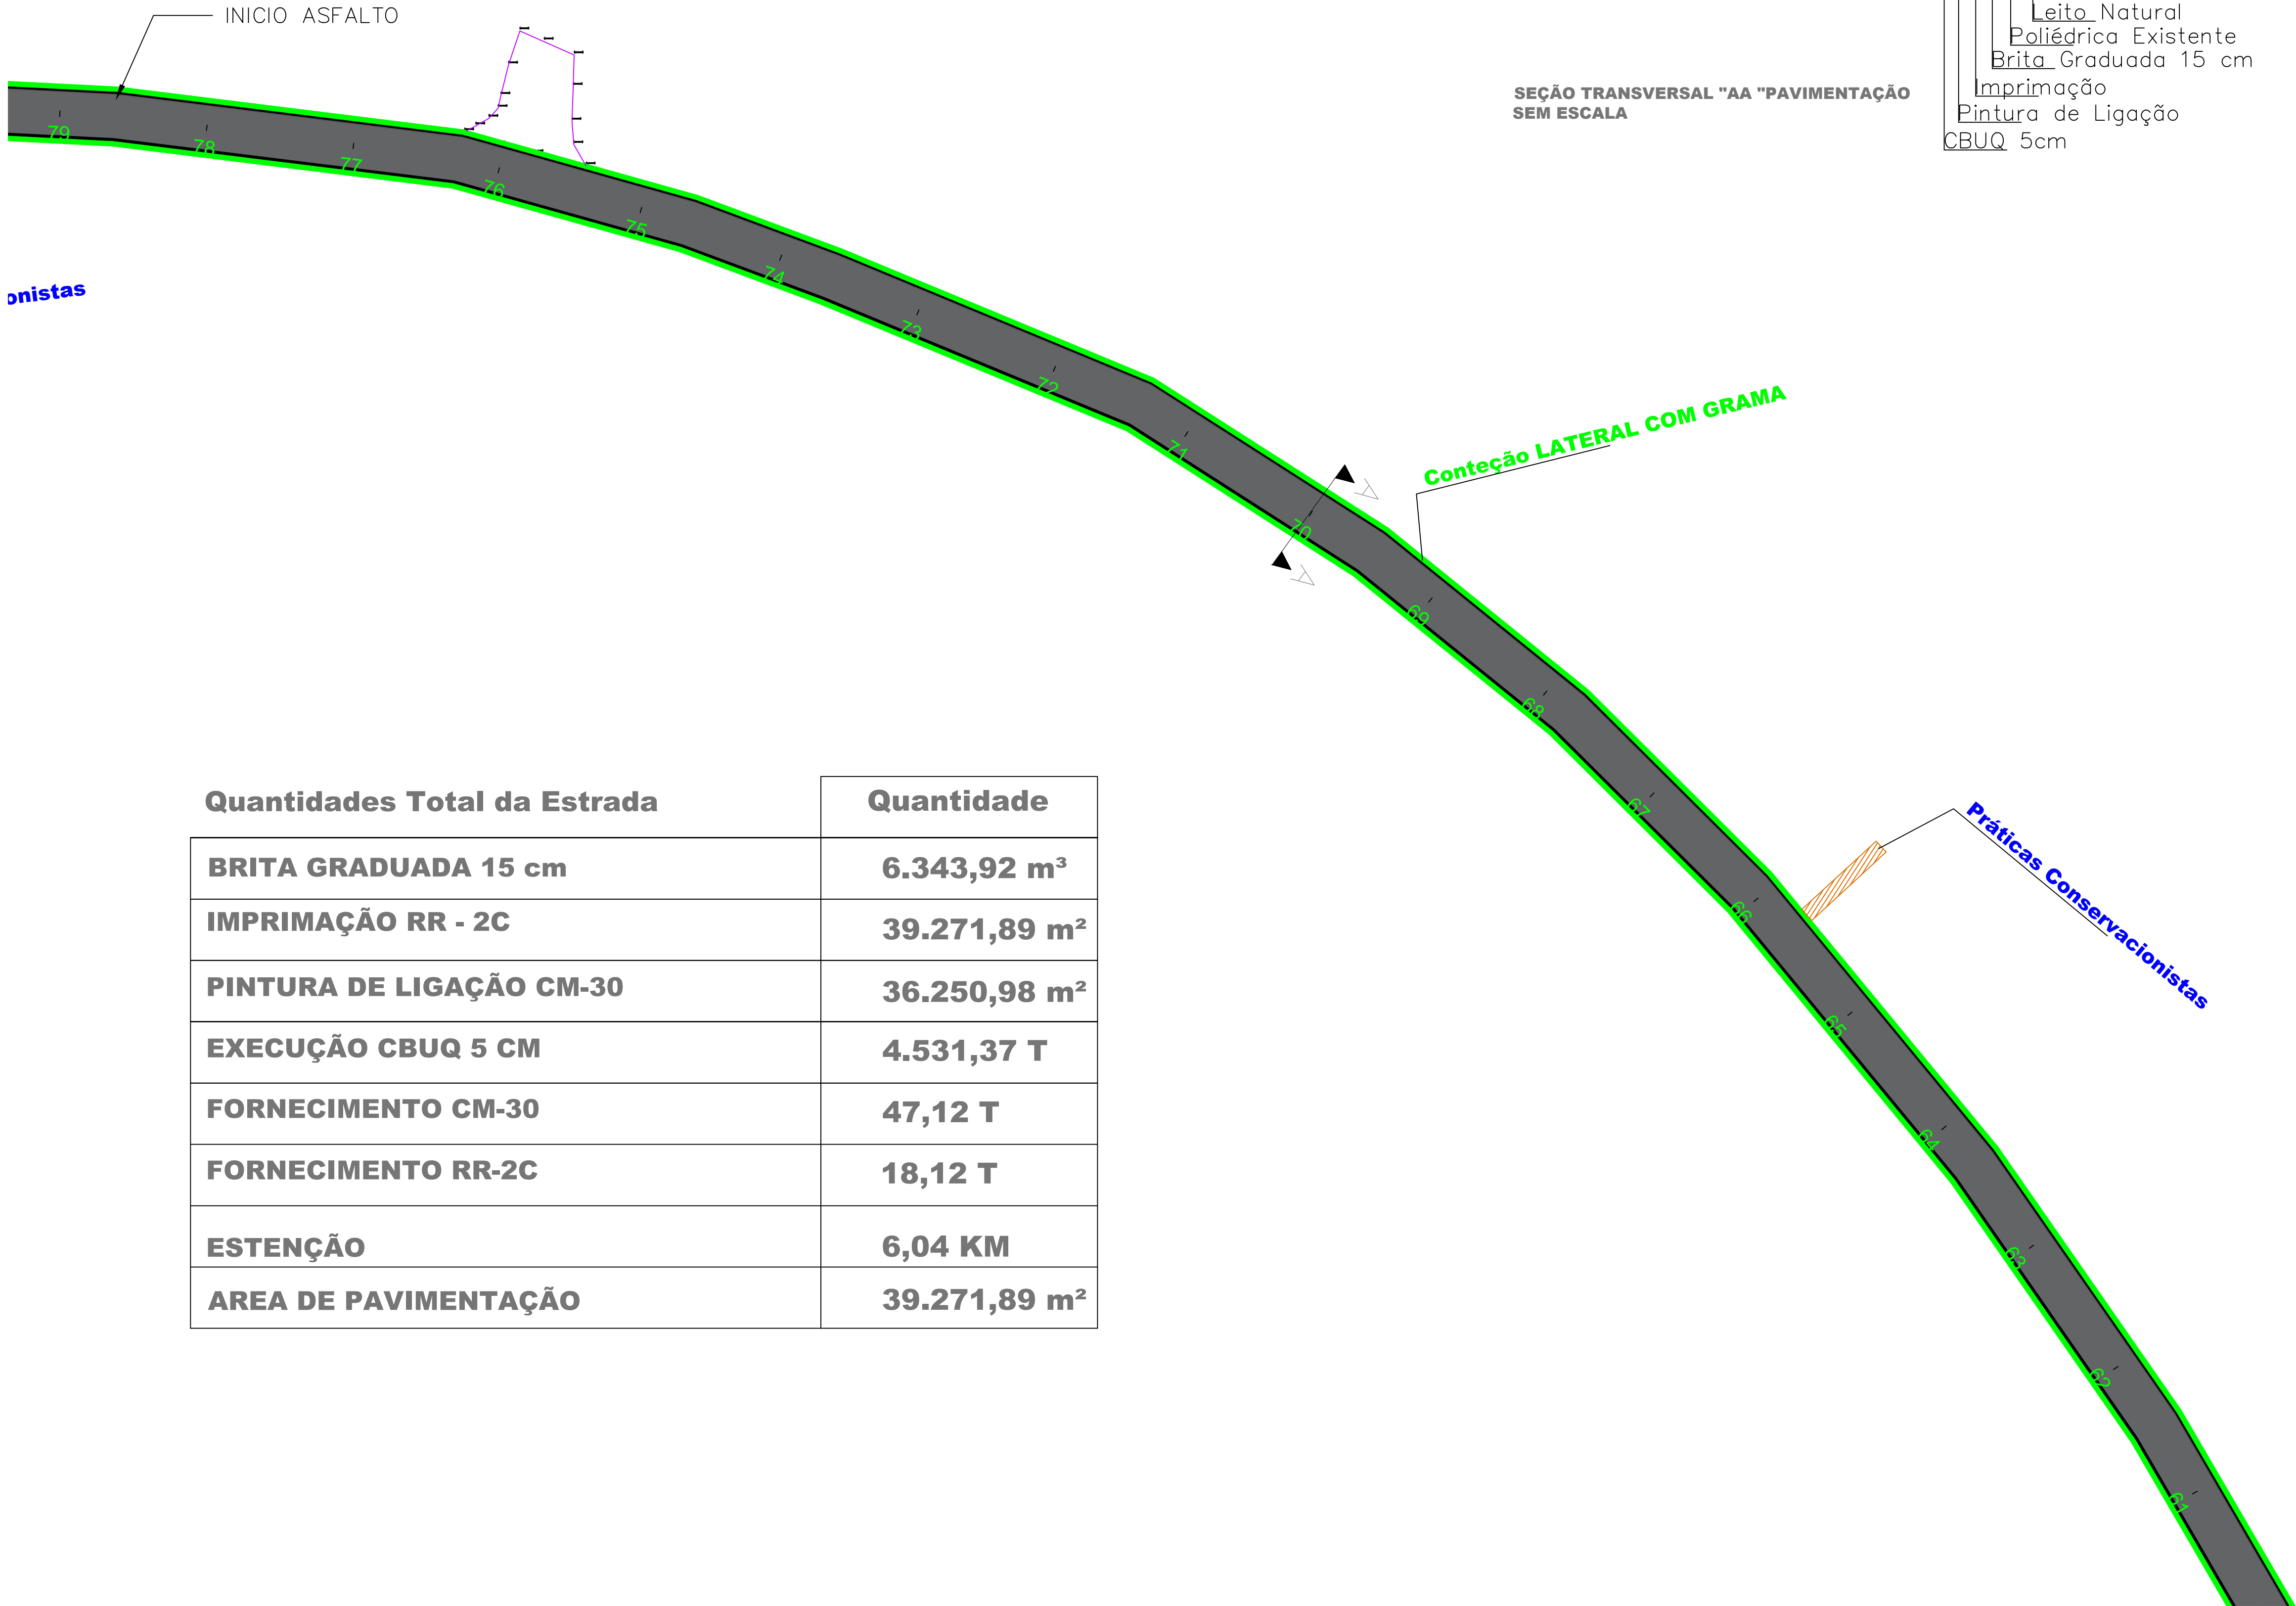 INICIO ASFALTO
Leito Natural
Poliédrica Existente
Brita Graduada 15 cm
Imprimação
Pintura de Ligação
CBUQ 5cm
SEÇÃO TRANSVERSAL "AA "PAVIMENTAÇÃO
SEM ESCALA
79
78
77
76
75
74
73
72
71
70
69
68
67
66
65
64
63
62
61
onistas
A
A
Conteção LATERAL COM GRAMA
Práticas Conservacionistas
Quantidades Total da Estrada Quantidade
BRITA GRADUADA 15 cm 6.343,92 m³
IMPRIMAÇÃO RR - 2C 39.271,89 m²
PINTURA DE LIGAÇÃO CM-30 36.250,98 m²
EXECUÇÃO CBUQ 5 CM 4.531,37 T
FORNECIMENTO CM-30 47,12 T
FORNECIMENTO RR-2C 18,12 T
ESTENÇÃO 6,04 KM
AREA DE PAVIMENTAÇÃO 39.271,89 m²